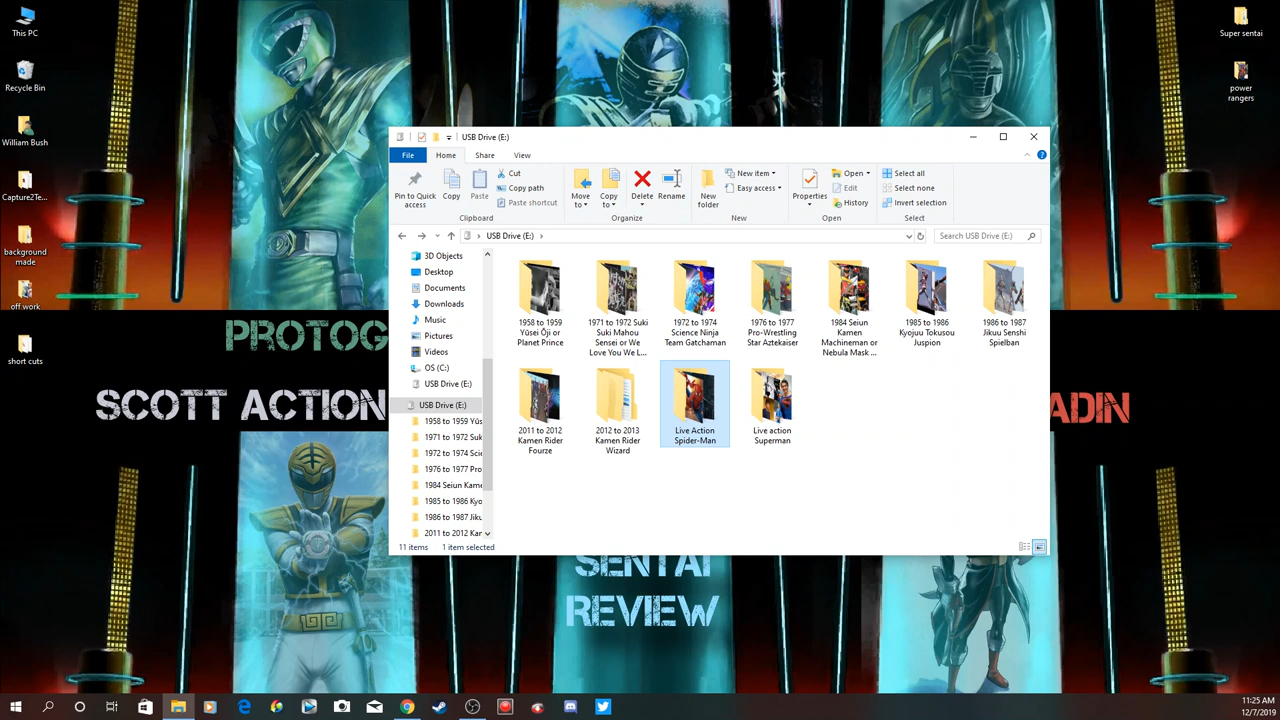 This PC
Recycle Bin
William Bush
Capture2Te...
background
made
off work
short cuts
Super sentai
power
rangers
PROTOG
SCOTT ACTION
ADIN
SENTAI
REVIEW
USB Drive (E:)
File
Home
Share
View
Pin to Quick
access
Copy
Paste
Cut
Copy path
Paste shortcut
Clipboard
Move
to
Copy
to
Delete
Rename
Organize
New
folder
New item
Easy access
New
Properties
Open
Edit
History
Open
Select all
Select none
Invert selection
Select
USB Drive (E:)
Search USB Drive (E:)
3D Objects
Desktop
Documents
Downloads
Music
Pictures
Videos
OS (C:)
USB Drive (E:)
USB Drive (E:)
1958 to 1959 Yûs
1971 to 1972 Suk
1972 to 1974 Scie
1976 to 1977 Pro
1984 Seiun Kame
1985 to 1986 Kyo
1986 to 1987 Jiku
2011 to 2012 Kar
1958 to 1959
Yûsei Ôji or
Planet Prince
1971 to 1972 Suki
Suki Mahou
Sensei or We
Love You We L...
1972 to 1974
Science Ninja
Team Gatchaman
1976 to 1977
Pro-Wrestling
Star Aztekaiser
1984 Seiun
Kamen
Machineman or
Nebula Mask ...
1985 to 1986
Kyojuu Tokusou
Juspion
1986 to 1987
Jikuu Senshi
Spielban
2011 to 2012
Kamen Rider
Fourze
2012 to 2013
Kamen Rider
Wizard
Live Action
Spider-Man
Live action
Superman
11 items
1 item selected
11:25 AM
12/7/2019